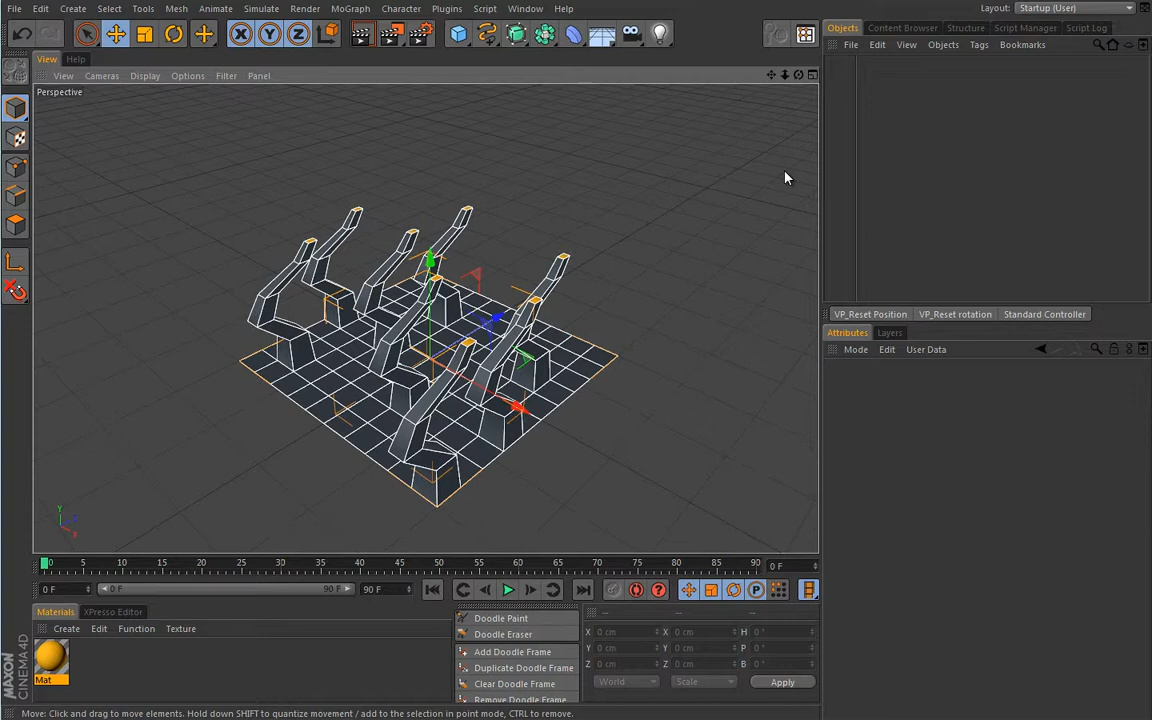 File Edit Create Select Tools Mesh Animate Simulate Render MoGraph Character Plugins Script Window Help Layout: Startup (User)
Objects Content Browser Structure Script Manager Script Log
File Edit View Objects Tags Bookmarks
View Help
View Cameras Display Options Filter Panel
Perspective
X Y Z
VP_Reset Position VP_Reset rotation Standard Controller
Attributes Layers
Mode Edit User Data
Y
X
0 5 10 15 20 25 30 35 40 45 50 55 60 65 70 75 80 85 90 0 F
0 F 0 F 90 F 90 F
Materials XPresso Editor
Create Edit Function Texture
Mat
Doodle Paint
Doodle Eraser
Add Doodle Frame
Duplicate Doodle Frame
Clear Doodle Frame
Remove Doodle Frame
-- -- --
X 0 cm X 0 cm H 0 °
Y 0 cm Y 0 cm P 0 °
Z 0 cm Z 0 cm B 0 °
World Scale Apply
MAXON CINEMA4D
Move: Click and drag to move elements. Hold down SHIFT to quantize movement / add to the selection in point mode, CTRL to remove.